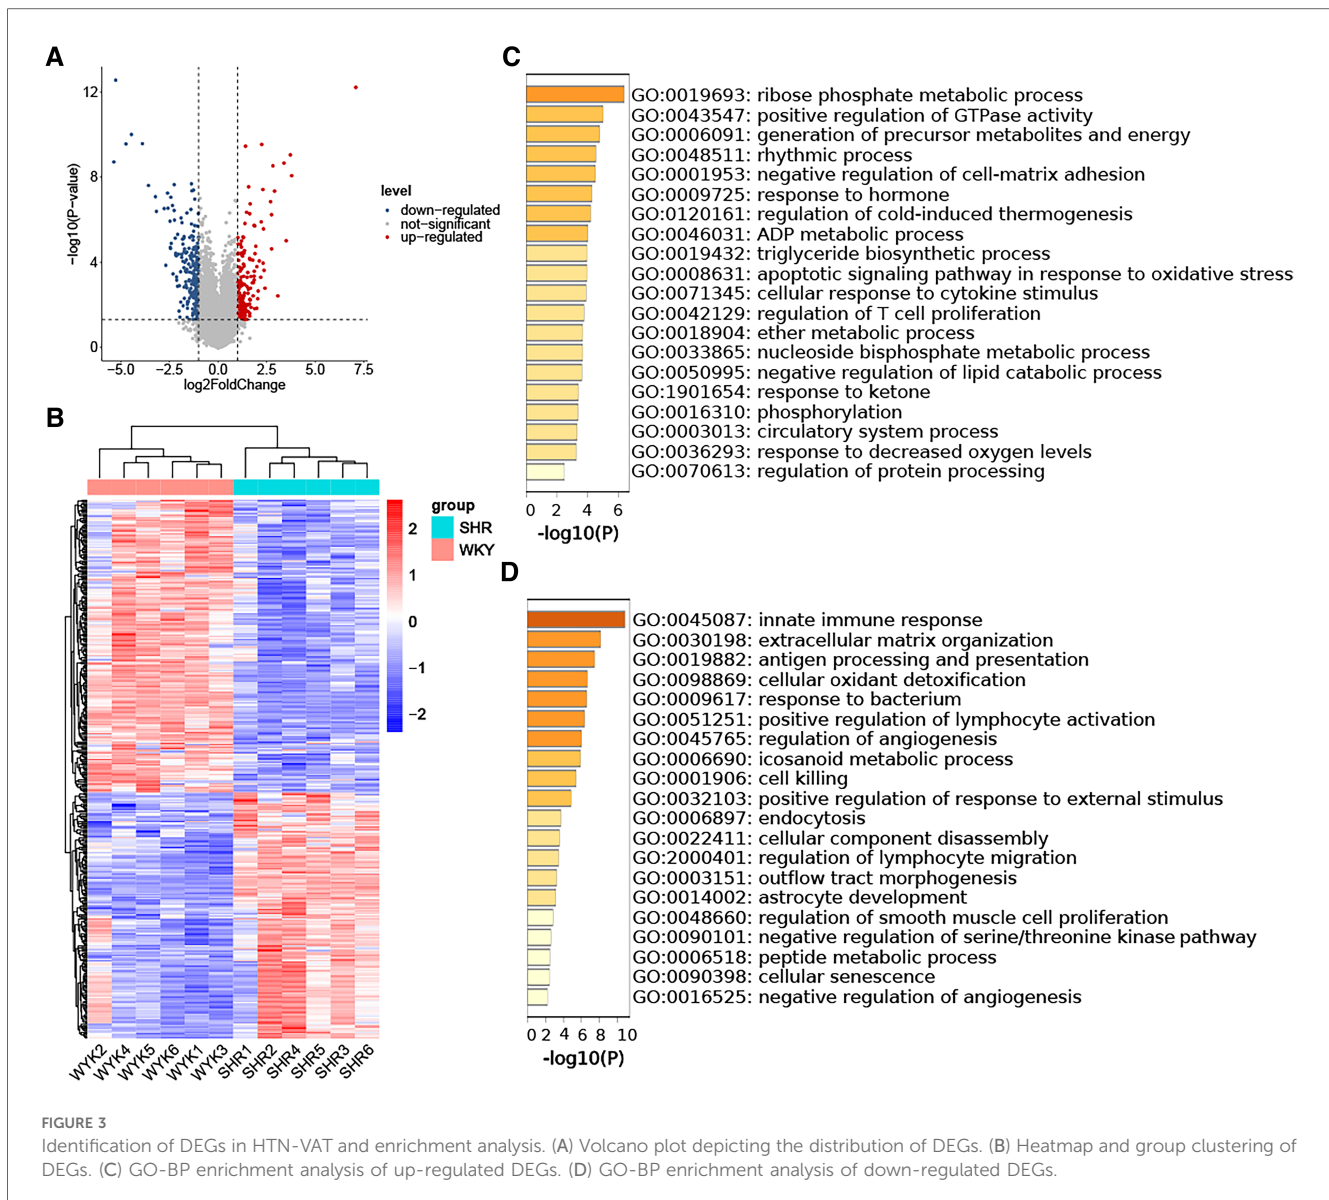 A
12
8
4
0
−log10(P−value)
−5.0 −2.5 0.0 2.5 5.0 7.5
log2FoldChange
level
down-regulated
not-significant
up-regulated
B
group
SHR
WKY
2
1
0
−1
−2
WYK2 WYK4 WYK5 WYK6 WYK1 WYK3 SHR1 SHR2 SHR4 SHR5 SHR3 SHR6
C
GO:0019693: ribose phosphate metabolic process
GO:0043547: positive regulation of GTPase activity
GO:0006091: generation of precursor metabolites and energy
GO:0048511: rhythmic process
GO:0001953: negative regulation of cell-matrix adhesion
GO:0009725: response to hormone
GO:0120161: regulation of cold-induced thermogenesis
GO:0046031: ADP metabolic process
GO:0019432: triglyceride biosynthetic process
GO:0008631: apoptotic signaling pathway in response to oxidative stress
GO:0071345: cellular response to cytokine stimulus
GO:0042129: regulation of T cell proliferation
GO:0018904: ether metabolic process
GO:0033865: nucleoside bisphosphate metabolic process
GO:0050995: negative regulation of lipid catabolic process
GO:1901654: response to ketone
GO:0016310: phosphorylation
GO:0003013: circulatory system process
GO:0036293: response to decreased oxygen levels
GO:0070613: regulation of protein processing
0 2 4 6
-log10(P)
D
GO:0045087: innate immune response
GO:0030198: extracellular matrix organization
GO:0019882: antigen processing and presentation
GO:0098869: cellular oxidant detoxification
GO:0009617: response to bacterium
GO:0051251: positive regulation of lymphocyte activation
GO:0045765: regulation of angiogenesis
GO:0006690: icosanoid metabolic process
GO:0001906: cell killing
GO:0032103: positive regulation of response to external stimulus
GO:0006897: endocytosis
GO:0022411: cellular component disassembly
GO:2000401: regulation of lymphocyte migration
GO:0003151: outflow tract morphogenesis
GO:0014002: astrocyte development
GO:0048660: regulation of smooth muscle cell proliferation
GO:0090101: negative regulation of serine/threonine kinase pathway
GO:0006518: peptide metabolic process
GO:0090398: cellular senescence
GO:0016525: negative regulation of angiogenesis
0 2 4 6 8 10
-log10(P)
FIGURE 3
Identification of DEGs in HTN-VAT and enrichment analysis. (A) Volcano plot depicting the distribution of DEGs. (B) Heatmap and group clustering of
DEGs. (C) GO-BP enrichment analysis of up-regulated DEGs. (D) GO-BP enrichment analysis of down-regulated DEGs.